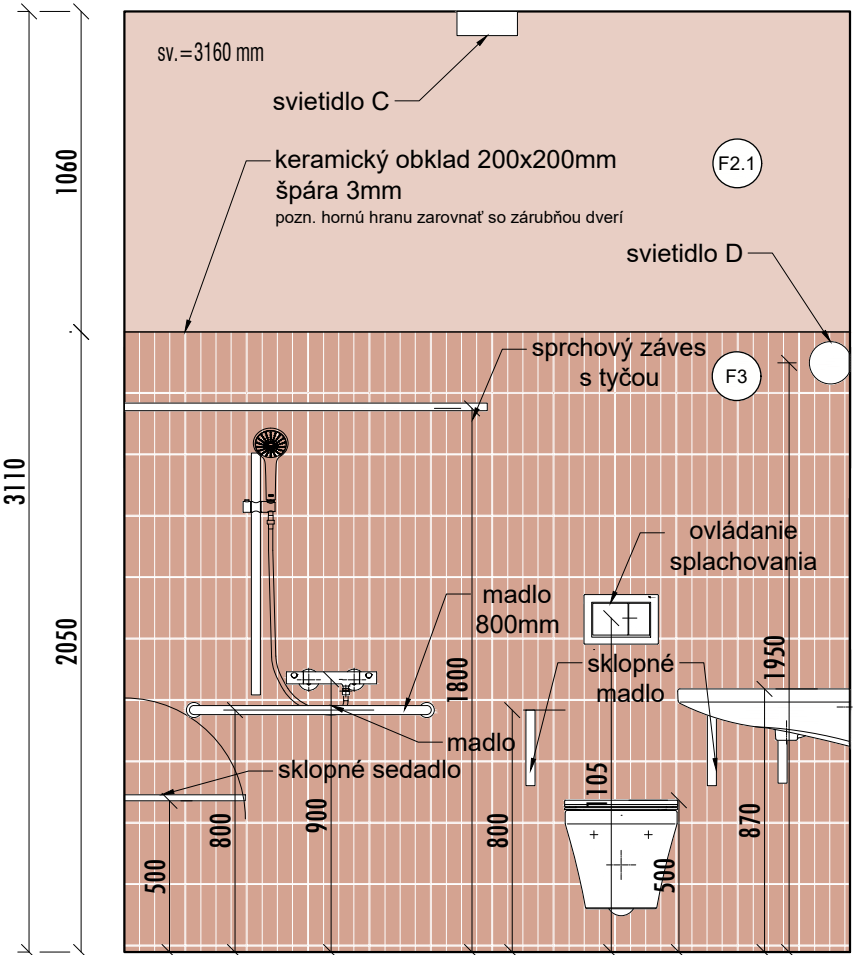 sv.=3160 mm
svietidlo C
keramický obklad 200x200mm
špára 3mm
pozn. hornú hranu zarovnať so zárubňou dverí
F2.1
svietidlo D
1060
sprchový záves
s tyčou
F3
3110
ovládanie
splachovania
madlo
800mm
2050
1800
sklopné
madlo
1950
madlo
sklopné sedadlo
500
800
900
800
1105
500
870